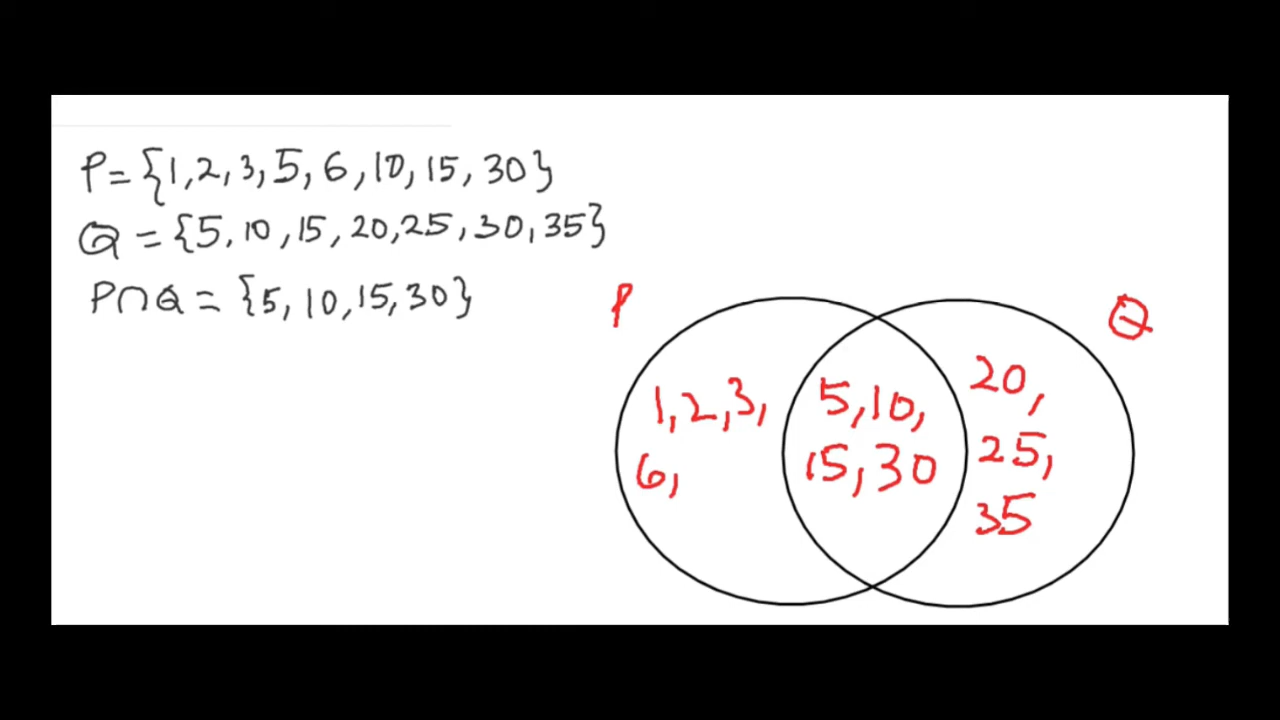 P = {1,2,3,5,6,10,15,30}
Q = {5,10,15,20,25,30,35}
P∩Q = {5,10,15,30}
P
Q
1,2,3,
6,
5,10,
15,30
20,
25,
35